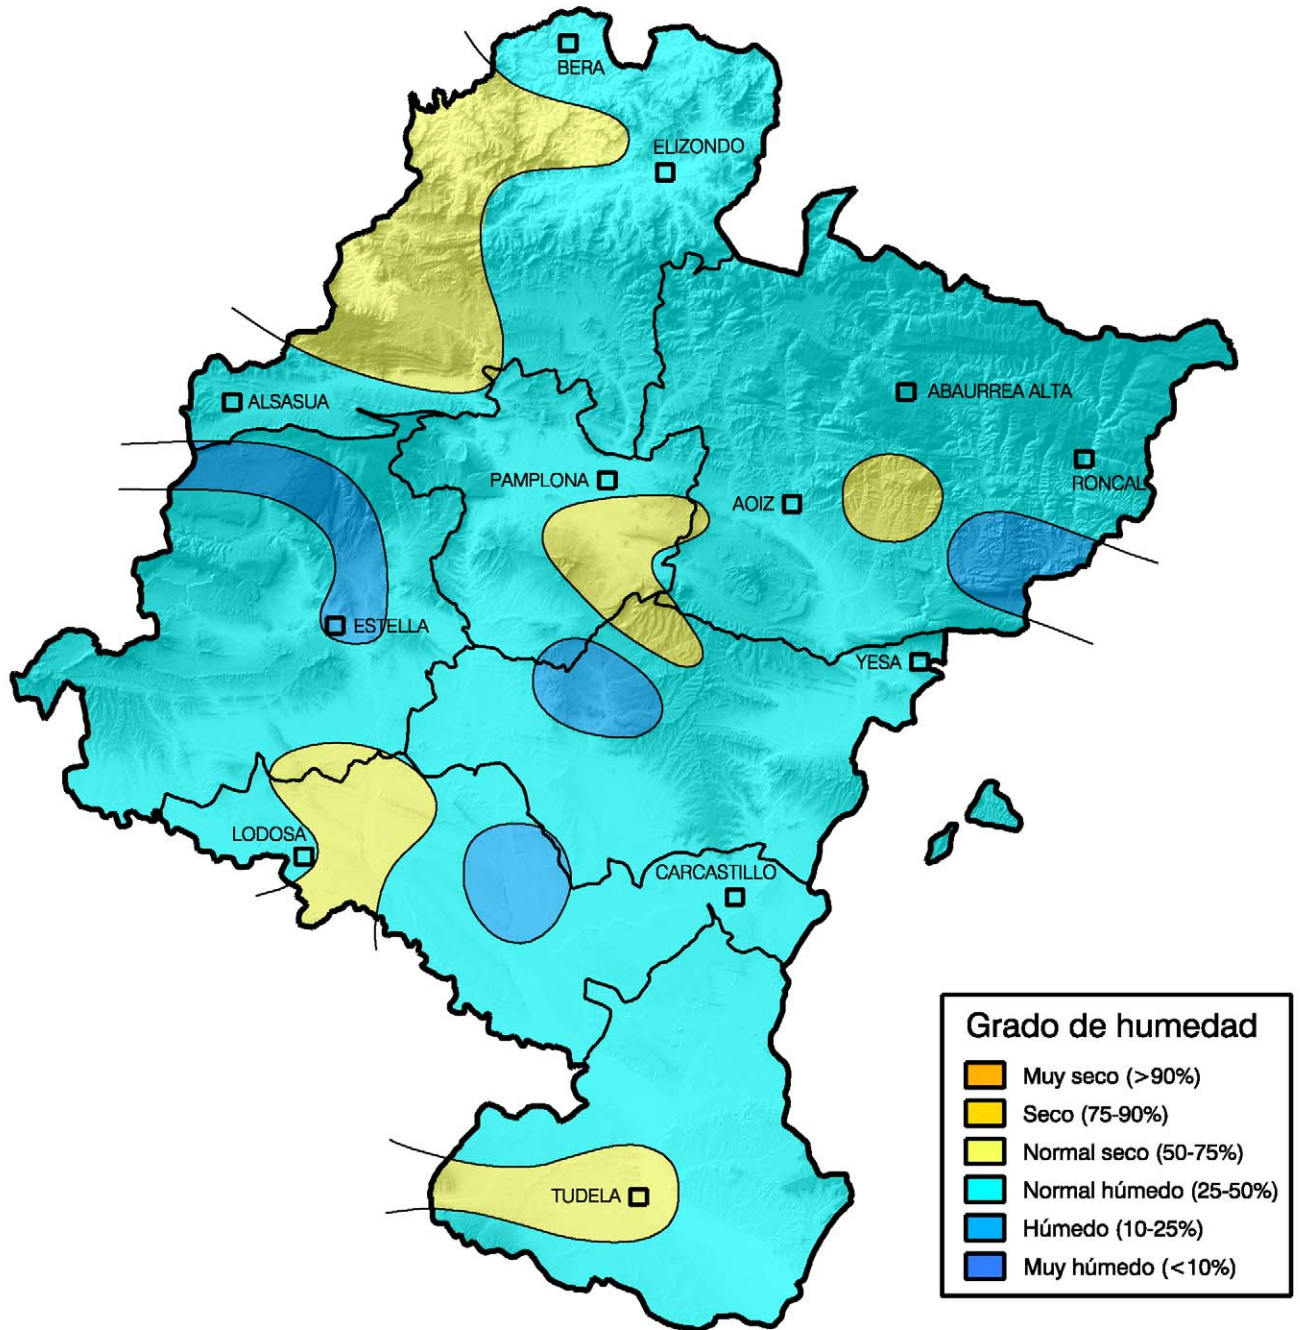 BERA
ELIZONDO
ALSASUA
ABAURREA ALTA
PAMPLONA
AOIZ
RONCAL
ESTELLA
YESA
LODOSA
CARCASTILLO
TUDELA
Grado de humedad
Muy seco (>90%)
Seco (75-90%)
Normal seco (50-75%)
Normal húmedo (25-50%)
Húmedo (10-25%)
Muy húmedo (<10%)